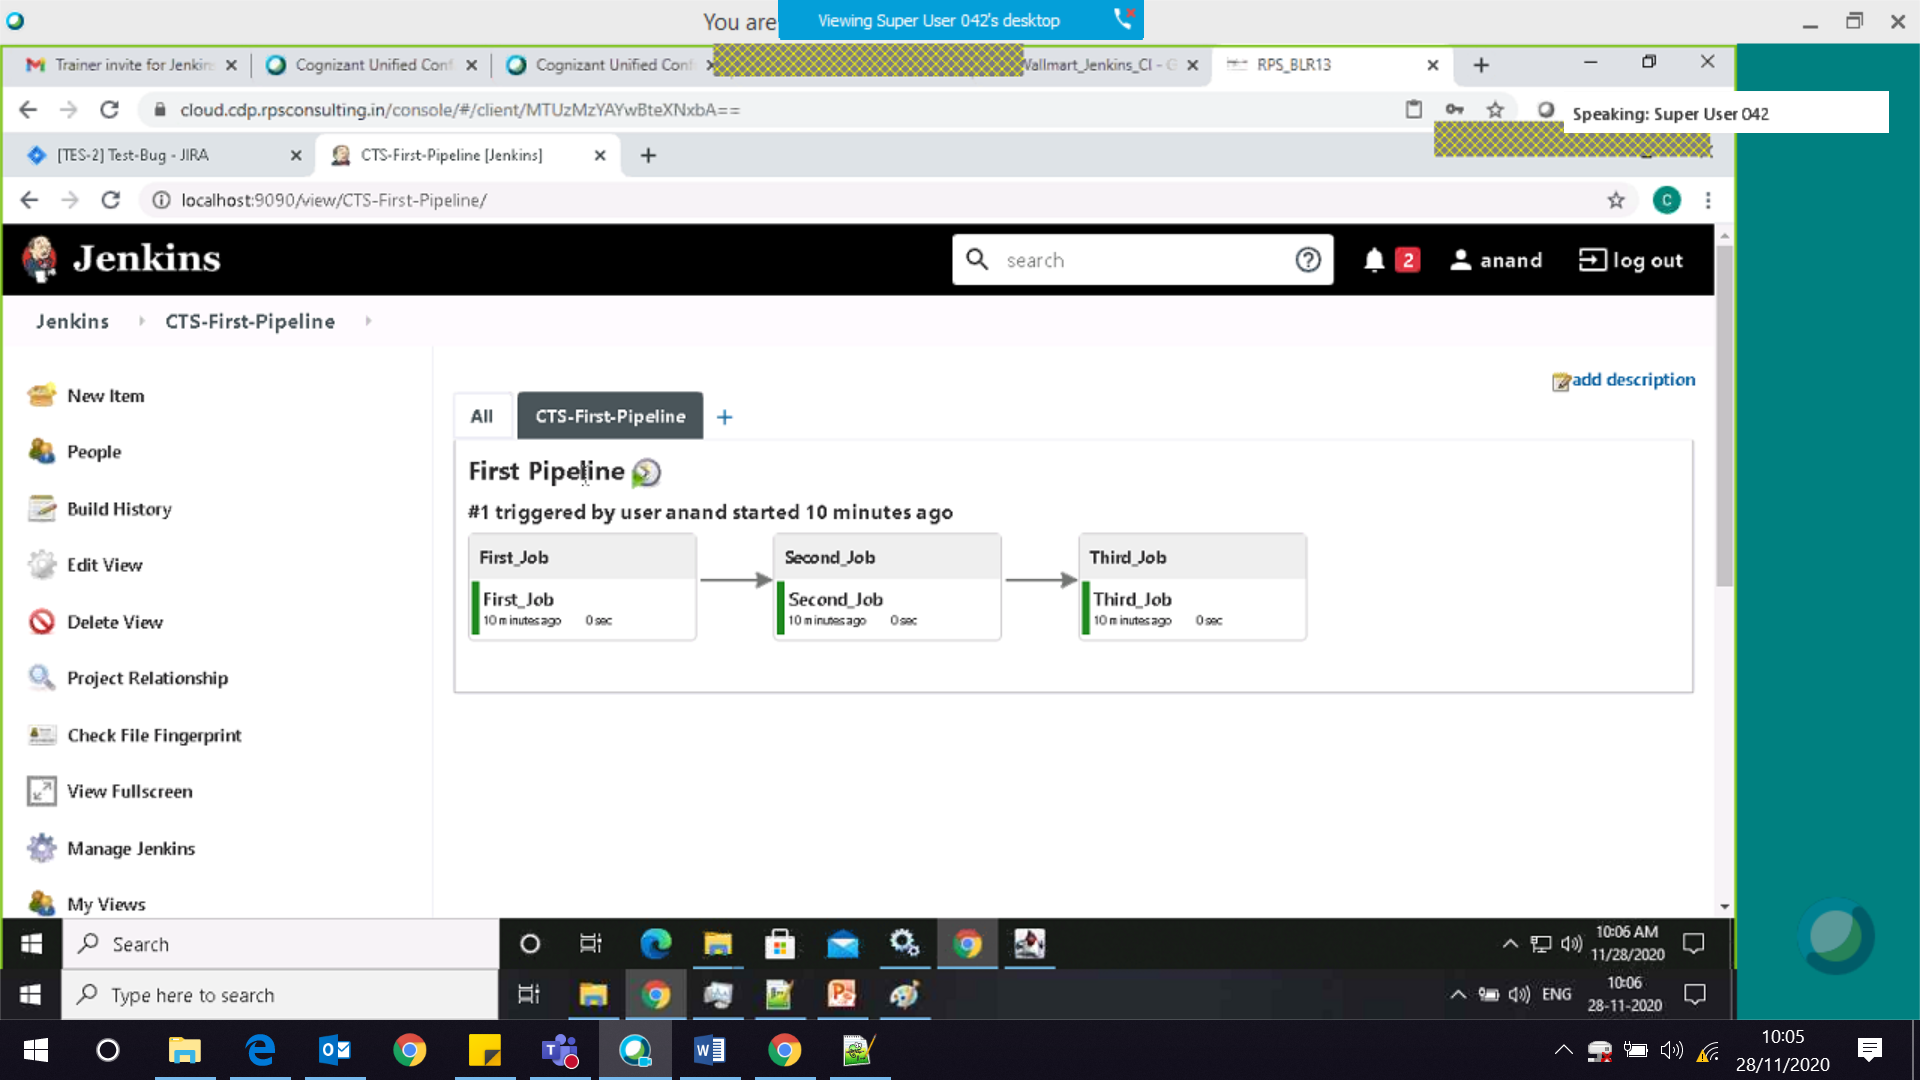 You are
Viewing Super User 042's desktop
Trainer invite for Jenkin
Cognizant Unified Conf
Cognizant Unified Con
Wallmart_Jenkins_CI - G
RPS_BLR13
cloud.cdp.rpsconsulting.in/console/#/client/MTUzMzYAYwBteXNxbA==
Speaking: Super User 042
[TES-2] Test-Bug - JIRA
CTS-First-Pipeline [Jenkins]
localhost:9090/view/CTS-First-Pipeline/
C
Jenkins
search
2
anand
log out
Jenkins
CTS-First-Pipeline
add description
New Item
People
Build History
Edit View
Delete View
Project Relationship
Check File Fingerprint
View Fullscreen
Manage Jenkins
My Views
All
CTS-First-Pipeline
First Pipeline
#1 triggered by user anand started 10 minutes ago
First_Job
First_Job
10 minutes ago 0 sec
Second_Job
Second_Job
10 minutes ago 0 sec
Third_Job
Third_Job
10 minutes ago 0 sec
Search
10:06 AM
11/28/2020
Type here to search
ENG
10:06
28-11-2020
10:05
28/11/2020